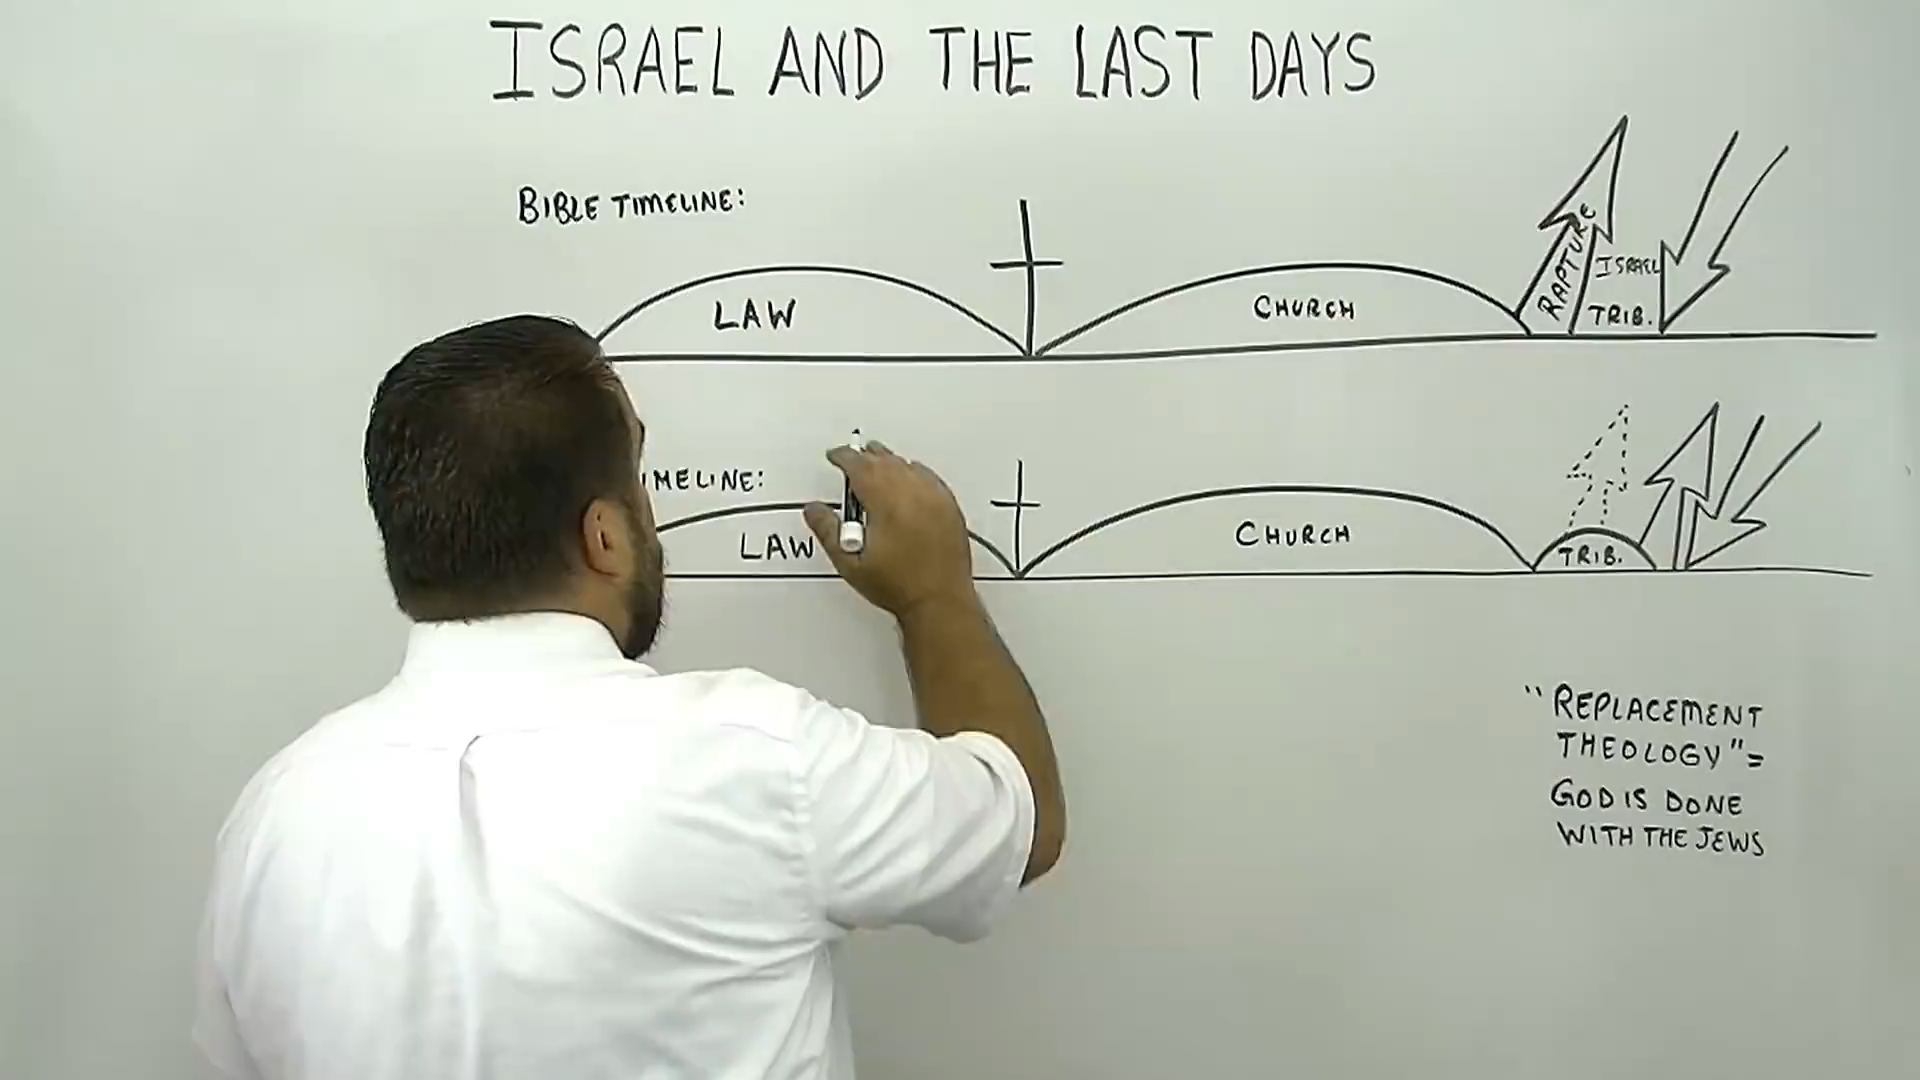 ISRAEL AND THE LAST DAYS
BIBLE TIMELINE:
LAW
CHURCH
RAPTURE
ISRAEL
TRIB.
IMELINE:
LAW
CHURCH
TRIB.
"REPLACEMENT
THEOLOGY"=
GOD IS DONE
WITH THE JEWS